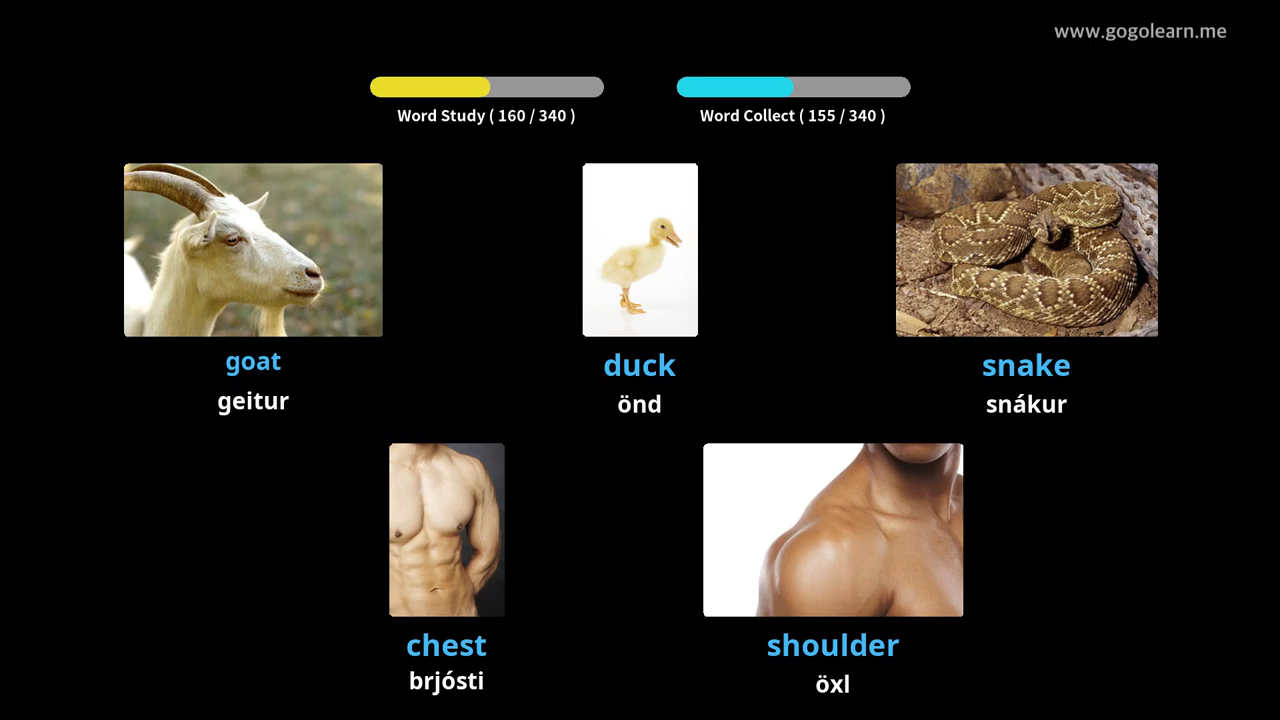 www.gogolearn.me
Word Study ( 160 / 340 )
Word Collect ( 155 / 340 )
goat
geitur
duck
önd
snake
snákur
chest
brjósti
shoulder
öxl